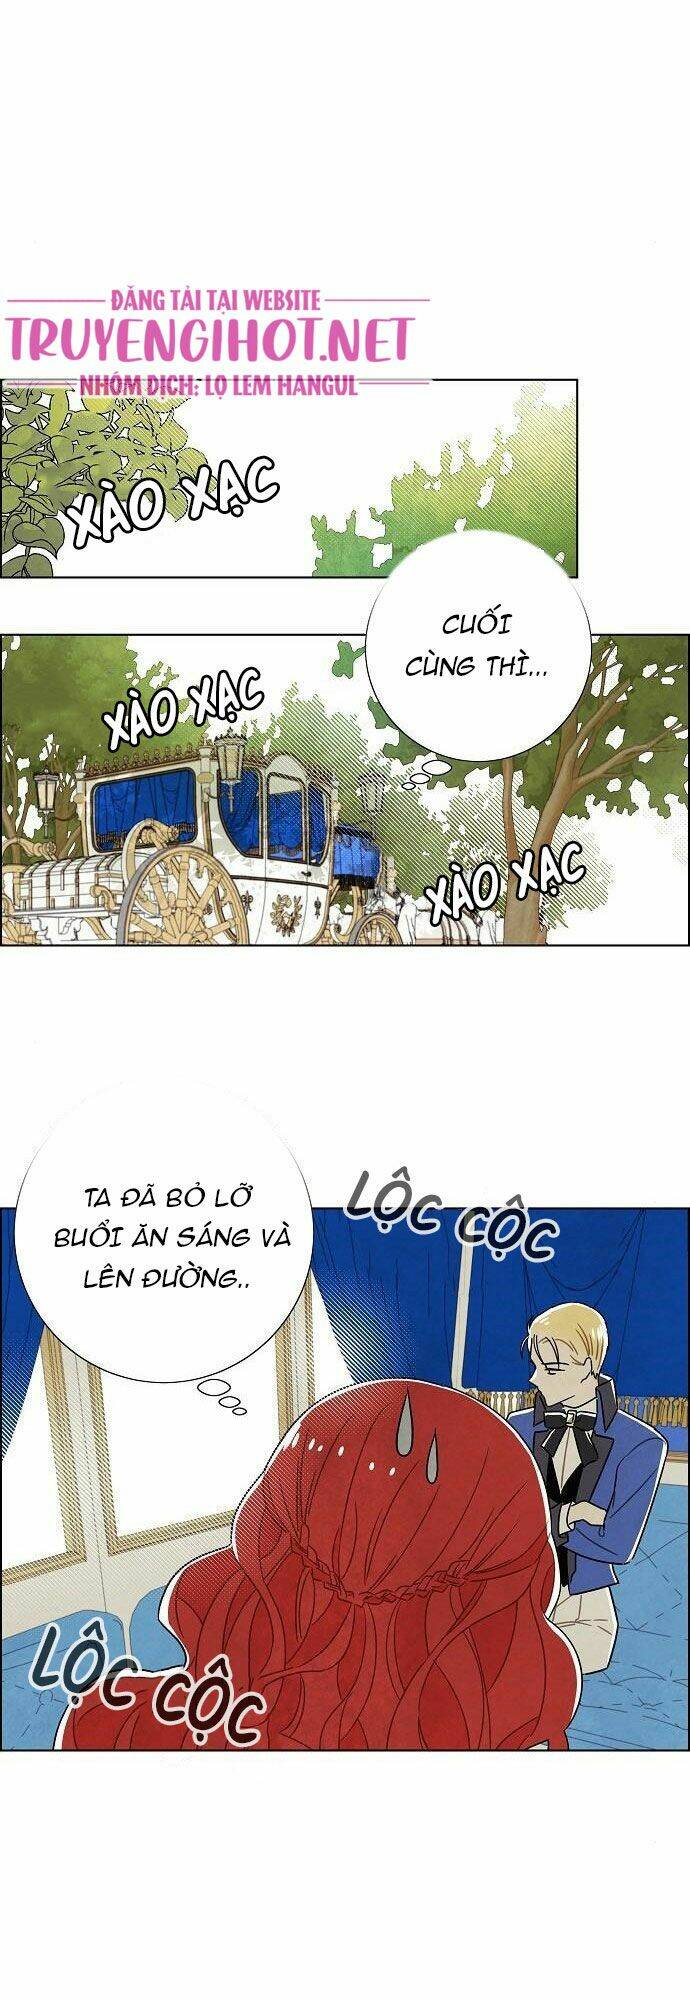 ĐĂNG TẢI TẠI WEBSITE
TRUYENGIHOT.NET
NHÓM DỊCH: LỌ LEM HANGUL
XÀO XẠC
CUỐI
CÙNG THÌ...
XÀO XẠC
XÀO XẠC
TA ĐÃ BỎ LỠ
BUỔI ĂN SÁNG VÀ
LÊN ĐƯỜNG..
LỘC CỘC
LỘC CỘC